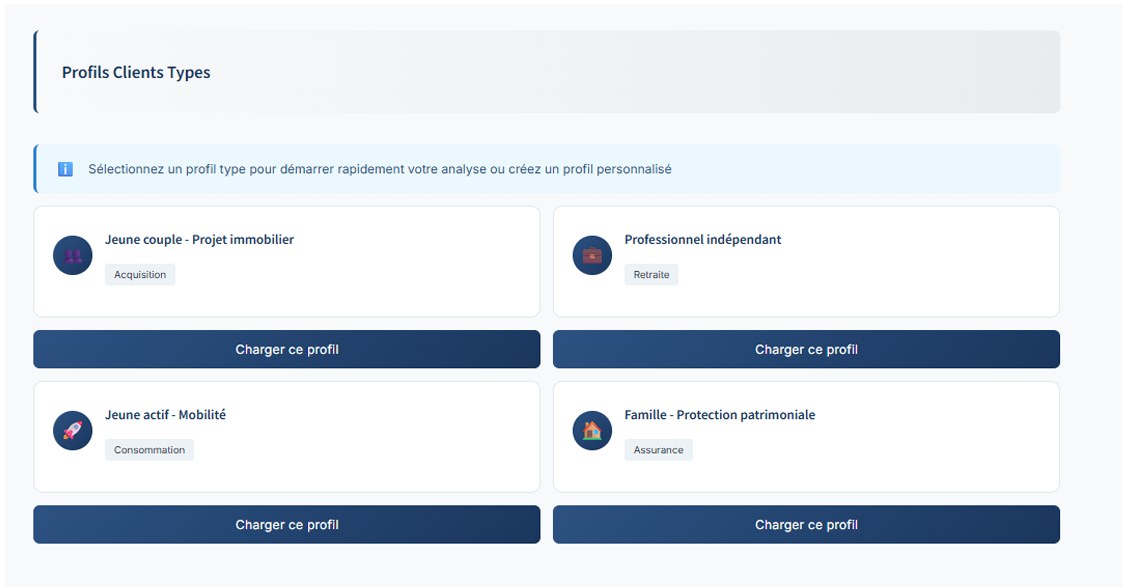 Profils Clients Types
Sélectionnez un profil type pour démarrer rapidement votre analyse ou créez un profil personnalisé
Jeune couple - Projet immobilier
Acquisition
Charger ce profil
Professionnel indépendant
Retraite
Charger ce profil
Jeune actif - Mobilité
Consommation
Charger ce profil
Famille - Protection patrimoniale
Assurance
Charger ce profil